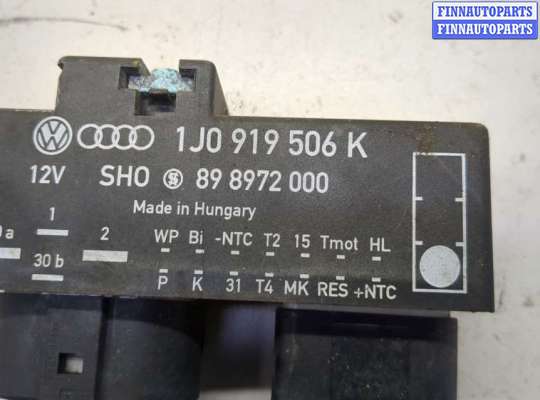 FINNAUTOPARTS
FINNAUTOPARTS
1J0 919 506 K
12V SHO 89 8972 000
Made in Hungary
1
a 2
30 b
WP Bi -NTC T2 15 Tmot HL
P K 31 T4 MK RES +NTC